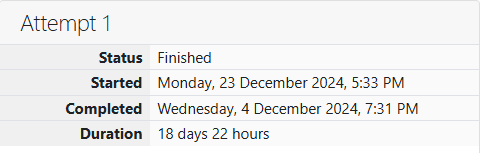 Attempt 1
Status Finished
Started Monday, 23 December 2024, 5:33 PM
Completed Wednesday, 4 December 2024, 7:31 PM
Duration 18 days 22 hours